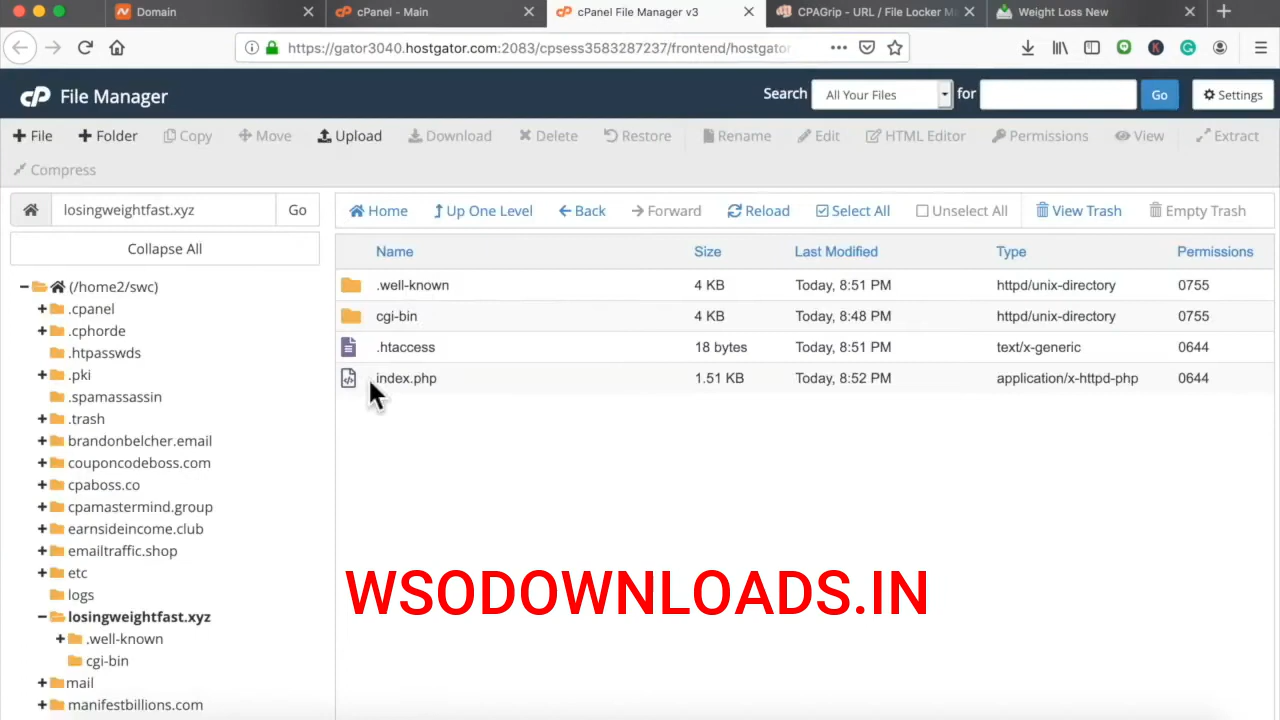 Domain
cPanel - Main
cPanel File Manager v3
CPAGrip - URL / File Locker M
Weight Loss New
https://gator3040.hostgator.com:2083/cpsess3583287237/frontend/hostgator
cP File Manager
Search All Your Files for Go Settings
File Folder Copy Move Upload Download Delete Restore Rename Edit HTML Editor Permissions View Extract
Compress
losingweightfast.xyz Go
Home Up One Level Back Forward Reload Select All Unselect All View Trash Empty Trash
Collapse All
Name Size Last Modified Type Permissions
.well-known 4 KB Today, 8:51 PM httpd/unix-directory 0755
cgi-bin 4 KB Today, 8:48 PM httpd/unix-directory 0755
.htaccess 18 bytes Today, 8:51 PM text/x-generic 0644
index.php 1.51 KB Today, 8:52 PM application/x-httpd-php 0644
(/home2/swc)
.cpanel
.cphorde
.htpasswds
.pki
.spamassassin
.trash
brandonbelcher.email
couponcodeboss.com
cpaboss.co
cpamastermind.group
earnsideincome.club
emailtraffic.shop
etc
logs
losingweightfast.xyz
.well-known
cgi-bin
mail
manifestbillions.com
WSODOWNLOADS.IN